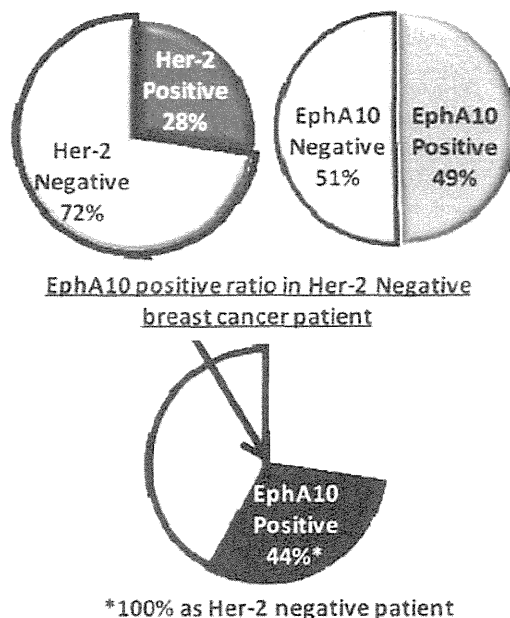 Her-2
Positive
28%
Her-2
Negative
72%
EphA10
Negative
51%
EphA10
Positive
49%
EphA10 positive ratio in Her-2 Negative
breast cancer patient
EphA10
Positive
44%*
*100% as Her-2 negative patient